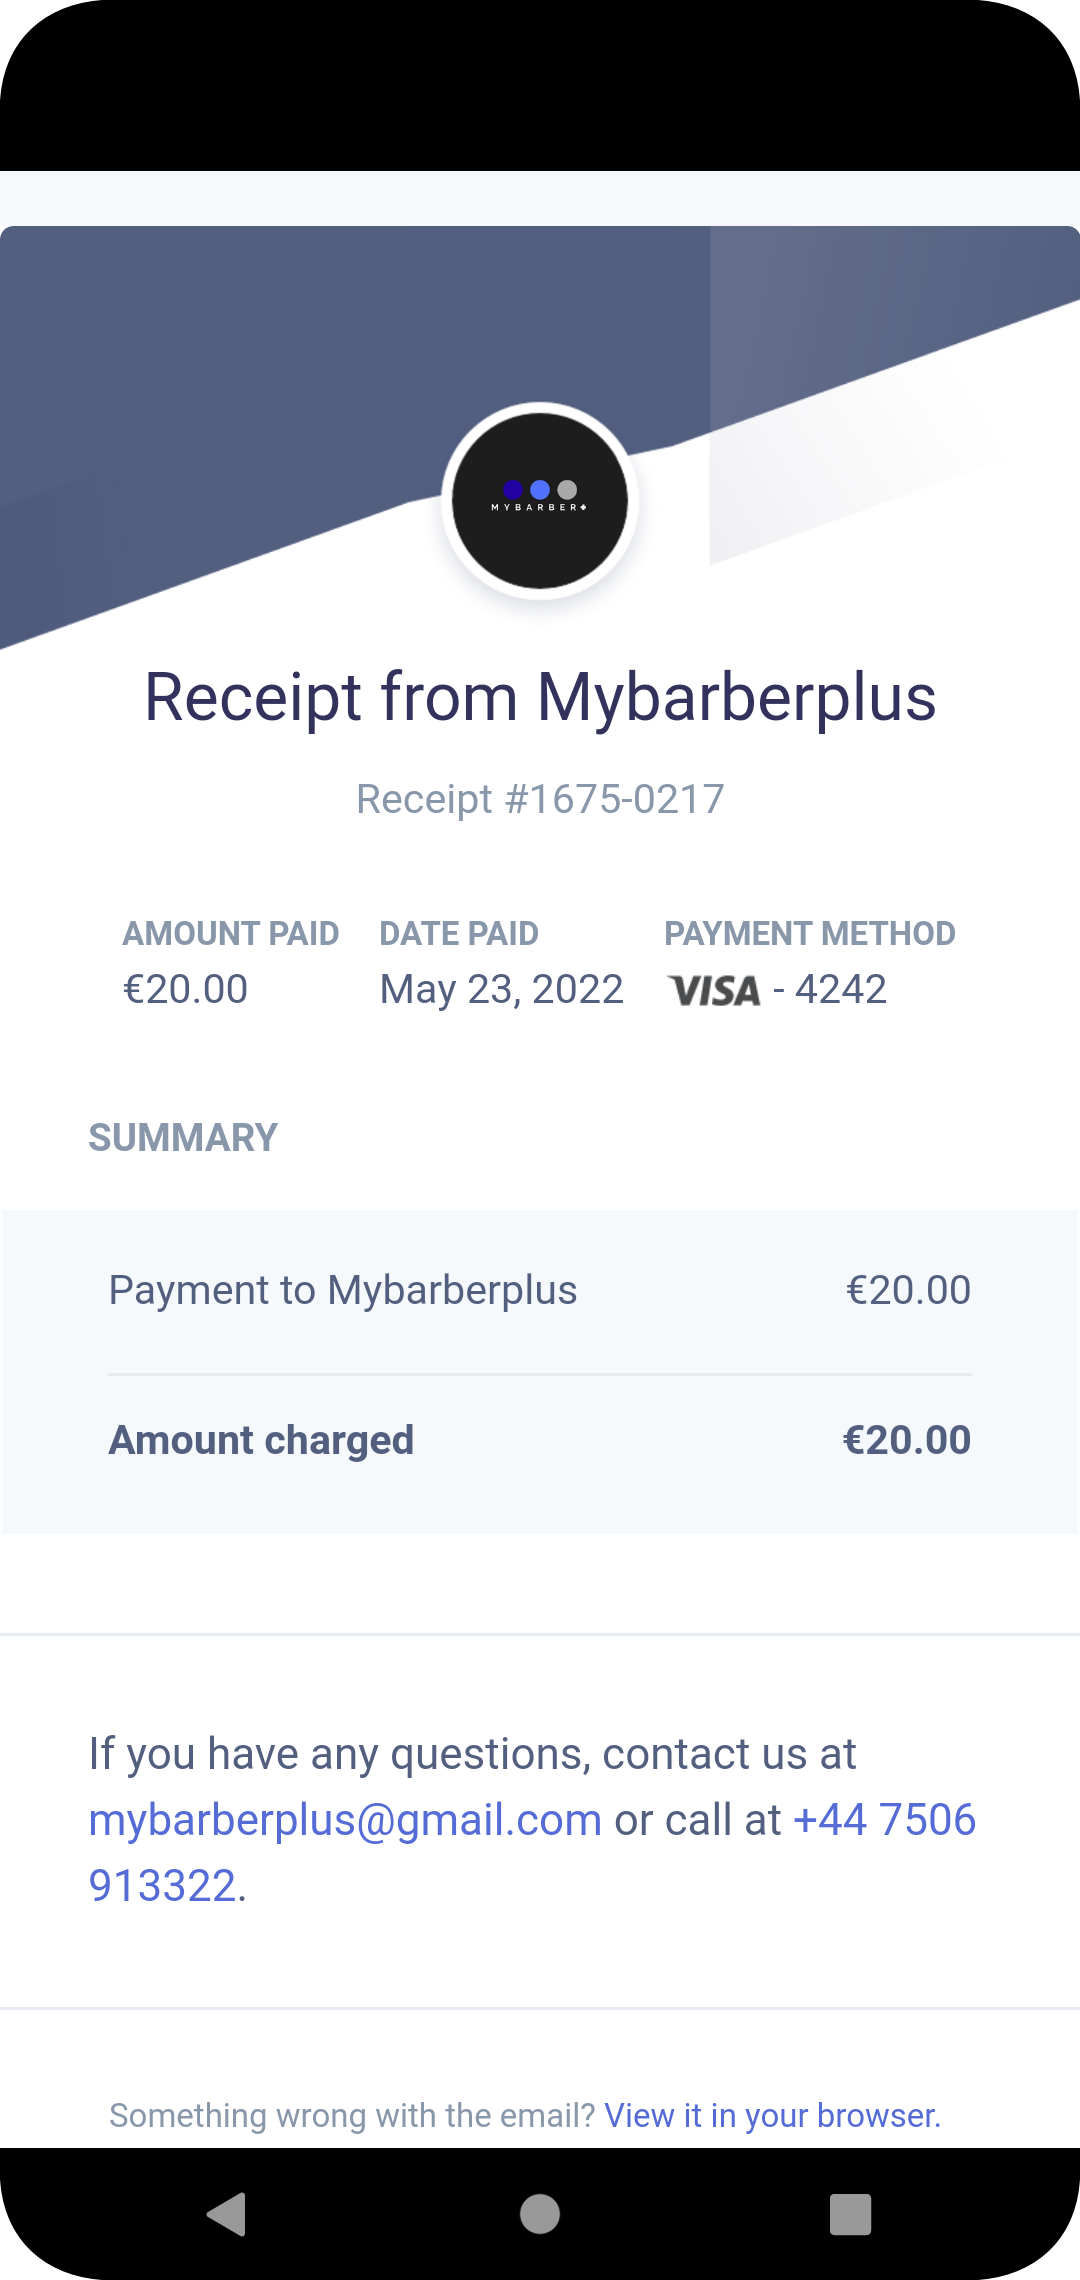 MYBARBER+
Receipt from Mybarberplus
Receipt #1675-0217
AMOUNT PAID DATE PAID PAYMENT METHOD
€20.00 May 23, 2022 VISA - 4242
SUMMARY
Payment to Mybarberplus €20.00
Amount charged €20.00
If you have any questions, contact us at
mybarberplus@gmail.com or call at +44 7506
913322.
Something wrong with the email? View it in your browser.